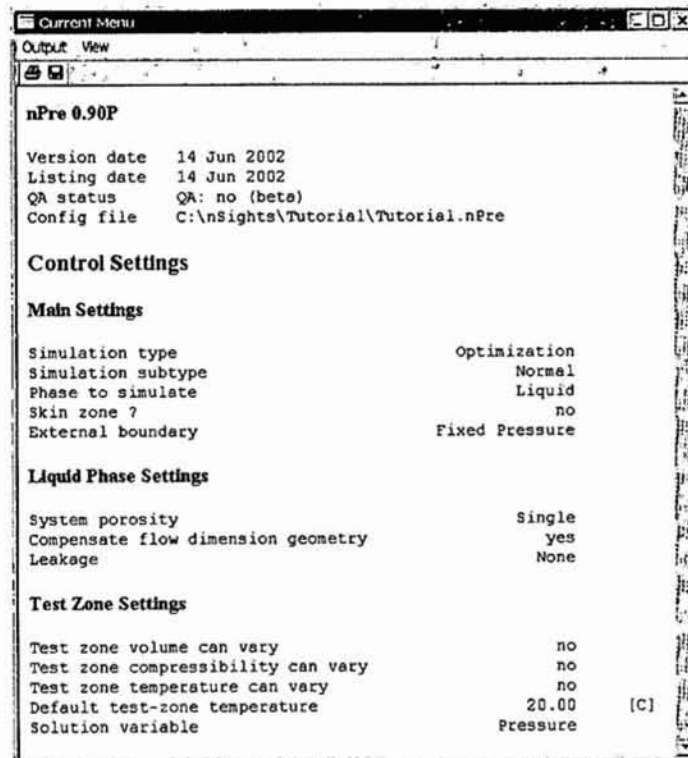 Current Menu
Output View
nPre 0.90P
Version date 14 Jun 2002
Listing date 14 Jun 2002
QA status QA: no (beta)
Config file C:\nSights\Tutorial\Tutorial.nPre
Control Settings
Main Settings
Simulation type Optimization
Simulation subtype Normal
Phase to simulate Liquid
Skin zone ? no
External boundary Fixed Pressure
Liquid Phase Settings
System porosity Single
Compensate flow dimension geometry yes
Leakage None
Test Zone Settings
Test zone volume can vary no
Test zone compressibility can vary no
Test zone temperature can vary no
Default test-zone temperature 20.00 [C]
Solution variable Pressure